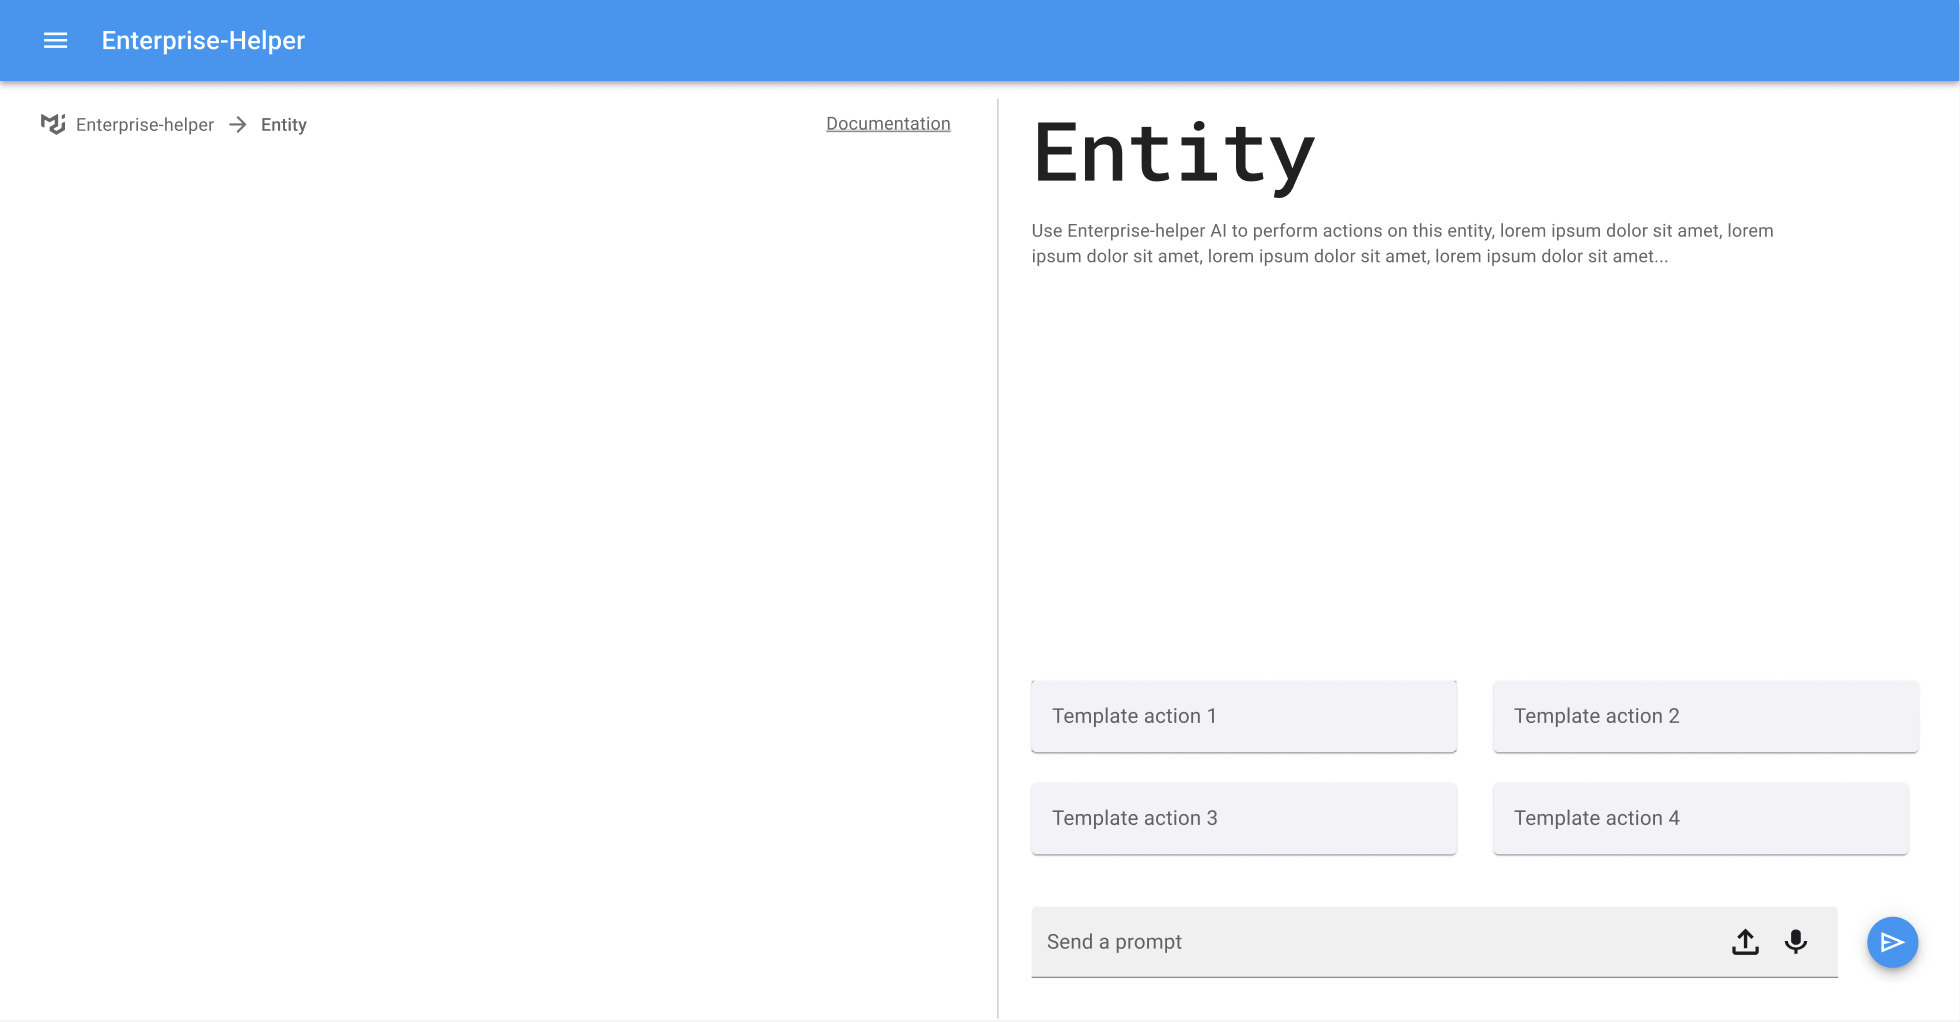 Enterprise-Helper
Enterprise-helper → Entity
Documentation
Entity
Use Enterprise-helper AI to perform actions on this entity, lorem ipsum dolor sit amet, lorem
ipsum dolor sit amet, lorem ipsum dolor sit amet, lorem ipsum dolor sit amet...
Template action 1
Template action 2
Template action 3
Template action 4
Send a prompt